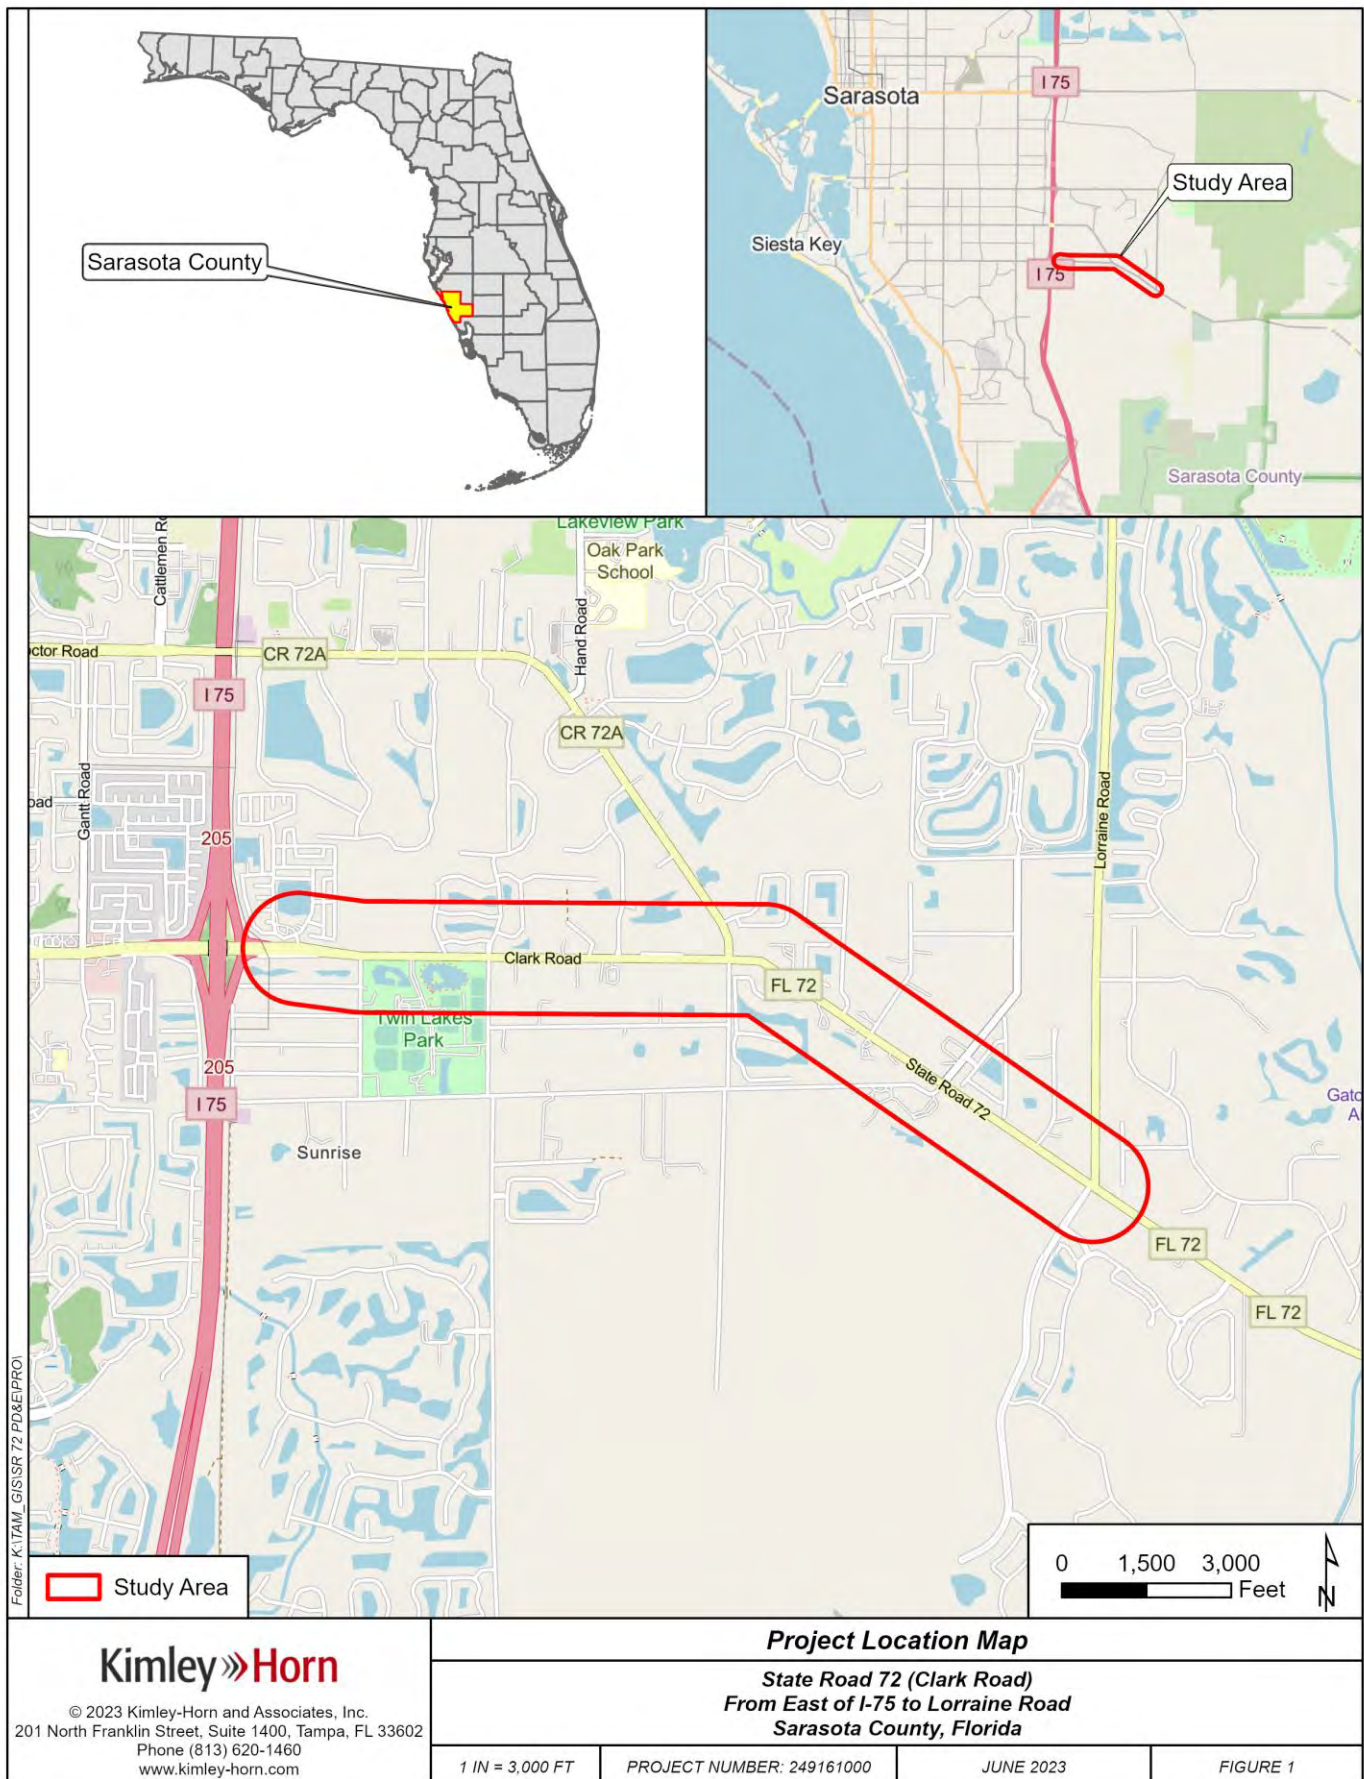 Sarasota County
Sarasota
I 75
Study Area
Siesta Key
I 75
Sarasota County
Lakeview Park
Oak Park
School
Cattlemen Ro
Hand Road
ctor Road
CR 72A
I 75
CR 72A
Gantt Road
oad
205
Lorraine Road
Clark Road
FL 72
Twin Lakes
Park
205
State Road 72
I 75
Gato
A
Sunrise
FL 72
FL 72
Folder: K:\TAM_GIS\SR 72 PD&E\PRO\
Study Area
0 1,500 3,000
Feet
N
Kimley»Horn
© 2023 Kimley-Horn and Associates, Inc.
201 North Franklin Street, Suite 1400, Tampa, FL 33602
Phone (813) 620-1460
www.kimley-horn.com
Project Location Map
State Road 72 (Clark Road)
From East of I-75 to Lorraine Road
Sarasota County, Florida
1 IN = 3,000 FT
PROJECT NUMBER: 249161000
JUNE 2023
FIGURE 1